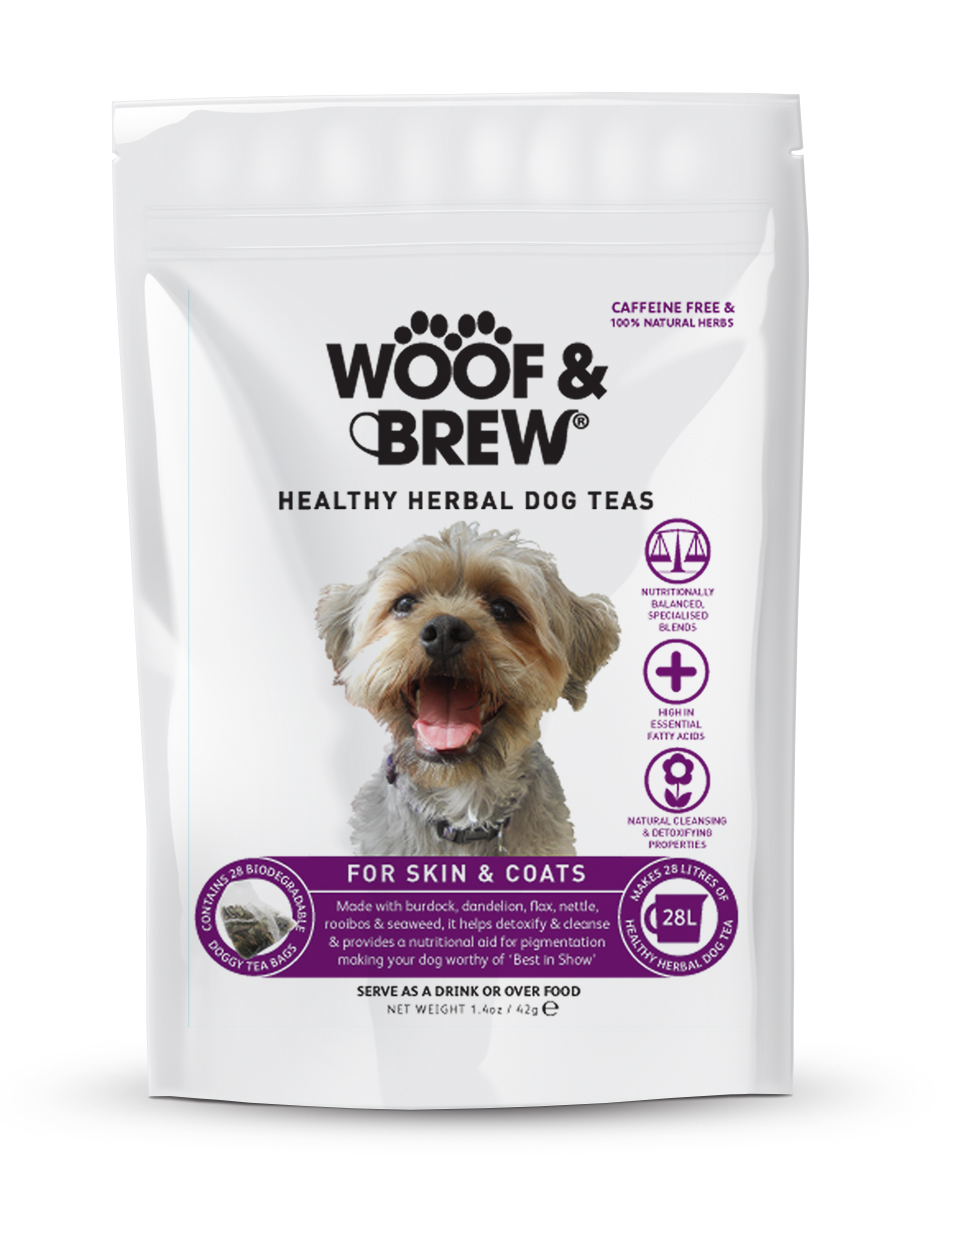 CAFFEINE FREE &
100% NATURAL HERBS
WOOF &
BREW®
HEALTHY HERBAL DOG TEAS
NUTRITIONALLY
BALANCED,
SPECIALISED
BLENDS
HIGH IN
ESSENTIAL
FATTY ACIDS
NATURAL CLEANSING
& DETOXIFYING
PROPERTIES
FOR SKIN & COATS
CONTAINS 28 BIODEGRADABLE
DOGGY TEA BAGS
Made with burdock, dandelion, flax, nettle,
rooibos & seaweed, it helps detoxify & cleanse
& provides a nutritional aid for pigmentation
making your dog worthy of 'Best in Show'
MAKES 28 LITRES OF
28L
HEALTHY HERBAL DOG TEA
SERVE AS A DRINK OR OVER FOOD
NET WEIGHT 1.4oz / 42g ℮